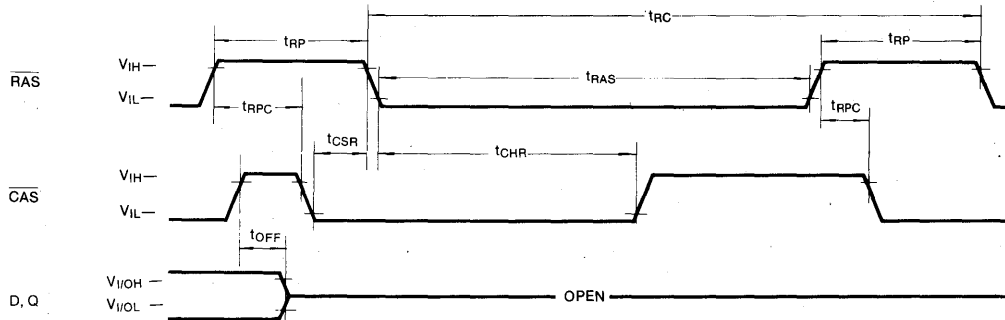 tRC
tRP
tRP
RAS
VIH—
VIL—
tRAS
tRPC
tRPC
tCSR
tCHR
CAS
VIH—
VIL—
tOFF
D, Q
VI/OH —
VI/OL —
OPEN